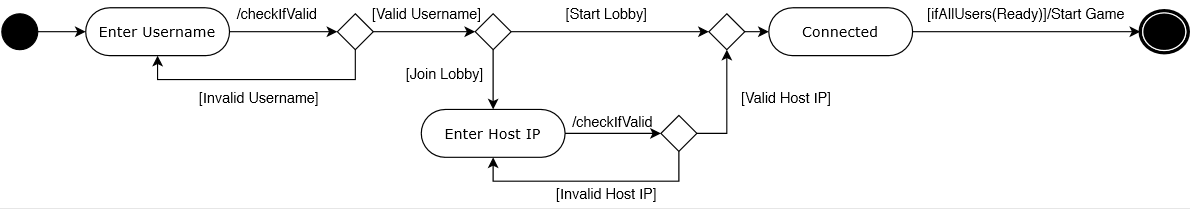 /checkIfValid
[Valid Username]
[Start Lobby]
[ifAllUsers(Ready)]/Start Game
Enter Username
Connected
[Join Lobby]
[Invalid Username]
[Valid Host IP]
/checkIfValid
Enter Host IP
[Invalid Host IP]